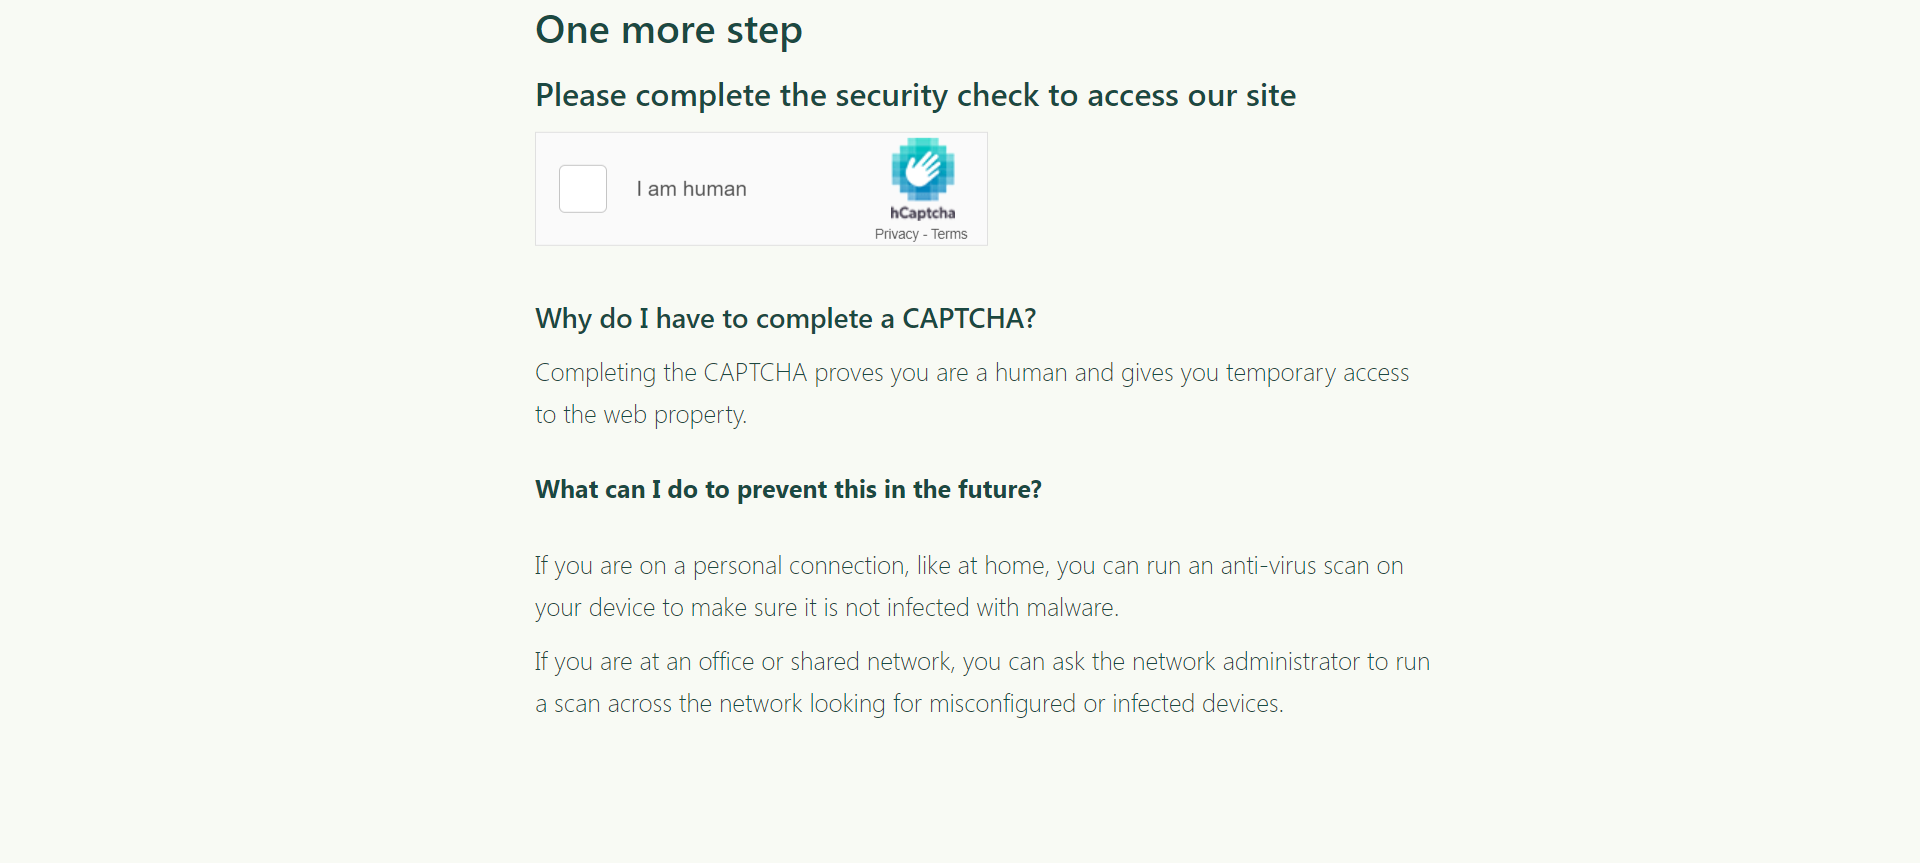 One more step
Please complete the security check to access our site
I am human
hCaptcha
Privacy - Terms
Why do I have to complete a CAPTCHA?
Completing the CAPTCHA proves you are a human and gives you temporary access
to the web property.
What can I do to prevent this in the future?
If you are on a personal connection, like at home, you can run an anti-virus scan on
your device to make sure it is not infected with malware.
If you are at an office or shared network, you can ask the network administrator to run
a scan across the network looking for misconfigured or infected devices.